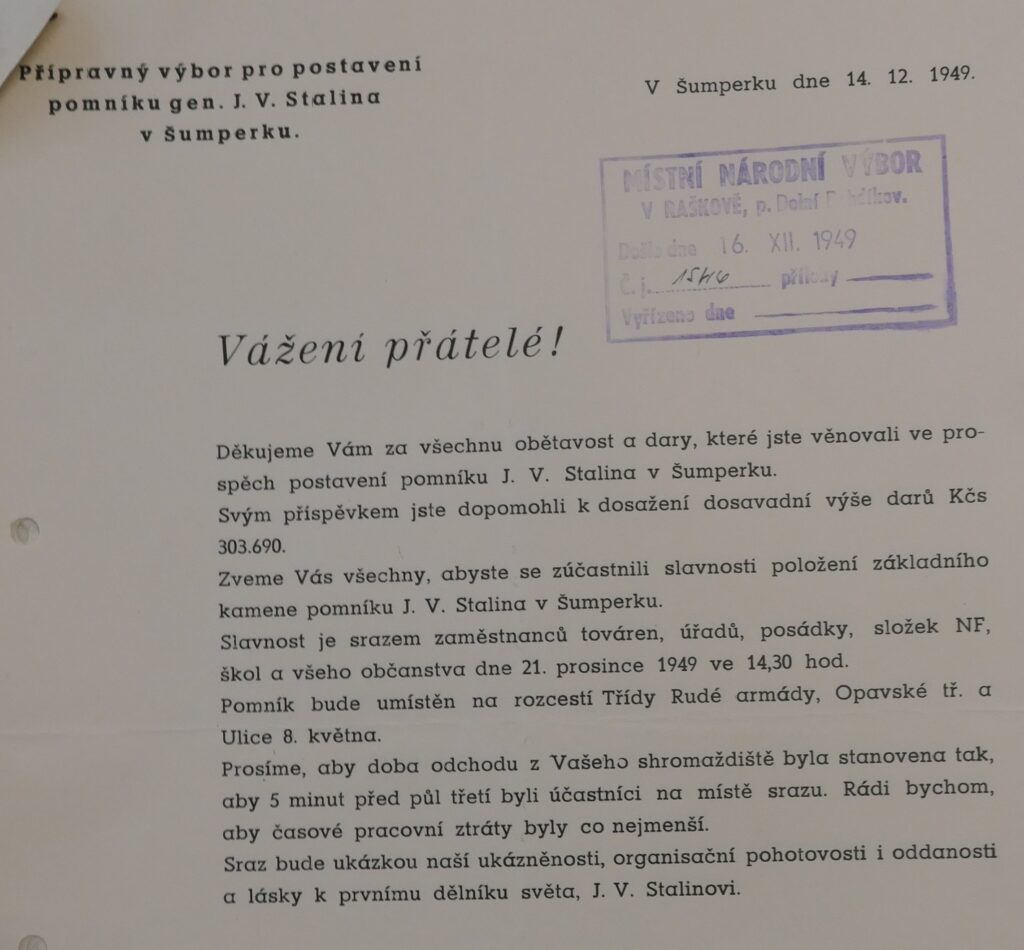 Přípravný výbor pro postavení
pomníku gen. J. V. Stalina
v Šumperku.
V Šumperku dne 14. 12. 1949.
MÍSTNÍ NÁRODNÍ VÝBOR
V RAŠKOVĚ, p. Dolní
Došlo dne 16. XII. 1949
Č. j. 1546 přílohy
Vyřízeno dne
Vážení přátelé!
Děkujeme Vám za všechnu obětavost a dary, které jste věnovali ve pro-
spěch postavení pomníku J. V. Stalina v Šumperku.
Svým příspěvkem jste dopomohli k dosažení dosavadní výše darů Kčs
303.690.
Zveme Vás všechny, abyste se zúčastnili slavnosti položení základního
kamene pomníku J. V. Stalina v Šumperku.
Slavnost je srazem zaměstnanců továren, úřadů, posádky, složek NF,
škol a všeho občanstva dne 21. prosince 1949 ve 14,30 hod.
Pomník bude umístěn na rozcestí Třídy Rudé armády, Opavské tř. a
Ulice 8. května.
Prosíme, aby doba odchodu z Vašeho shromaždiště byla stanovena tak,
aby 5 minut před půl třetí byli účastníci na místě srazu. Rádi bychom,
aby časové pracovní ztráty byly co nejmenší.
Sraz bude ukázkou naší ukázněnosti, organisační pohotovosti i oddanosti
a lásky k prvnímu dělníku světa, J. V. Stalinovi.